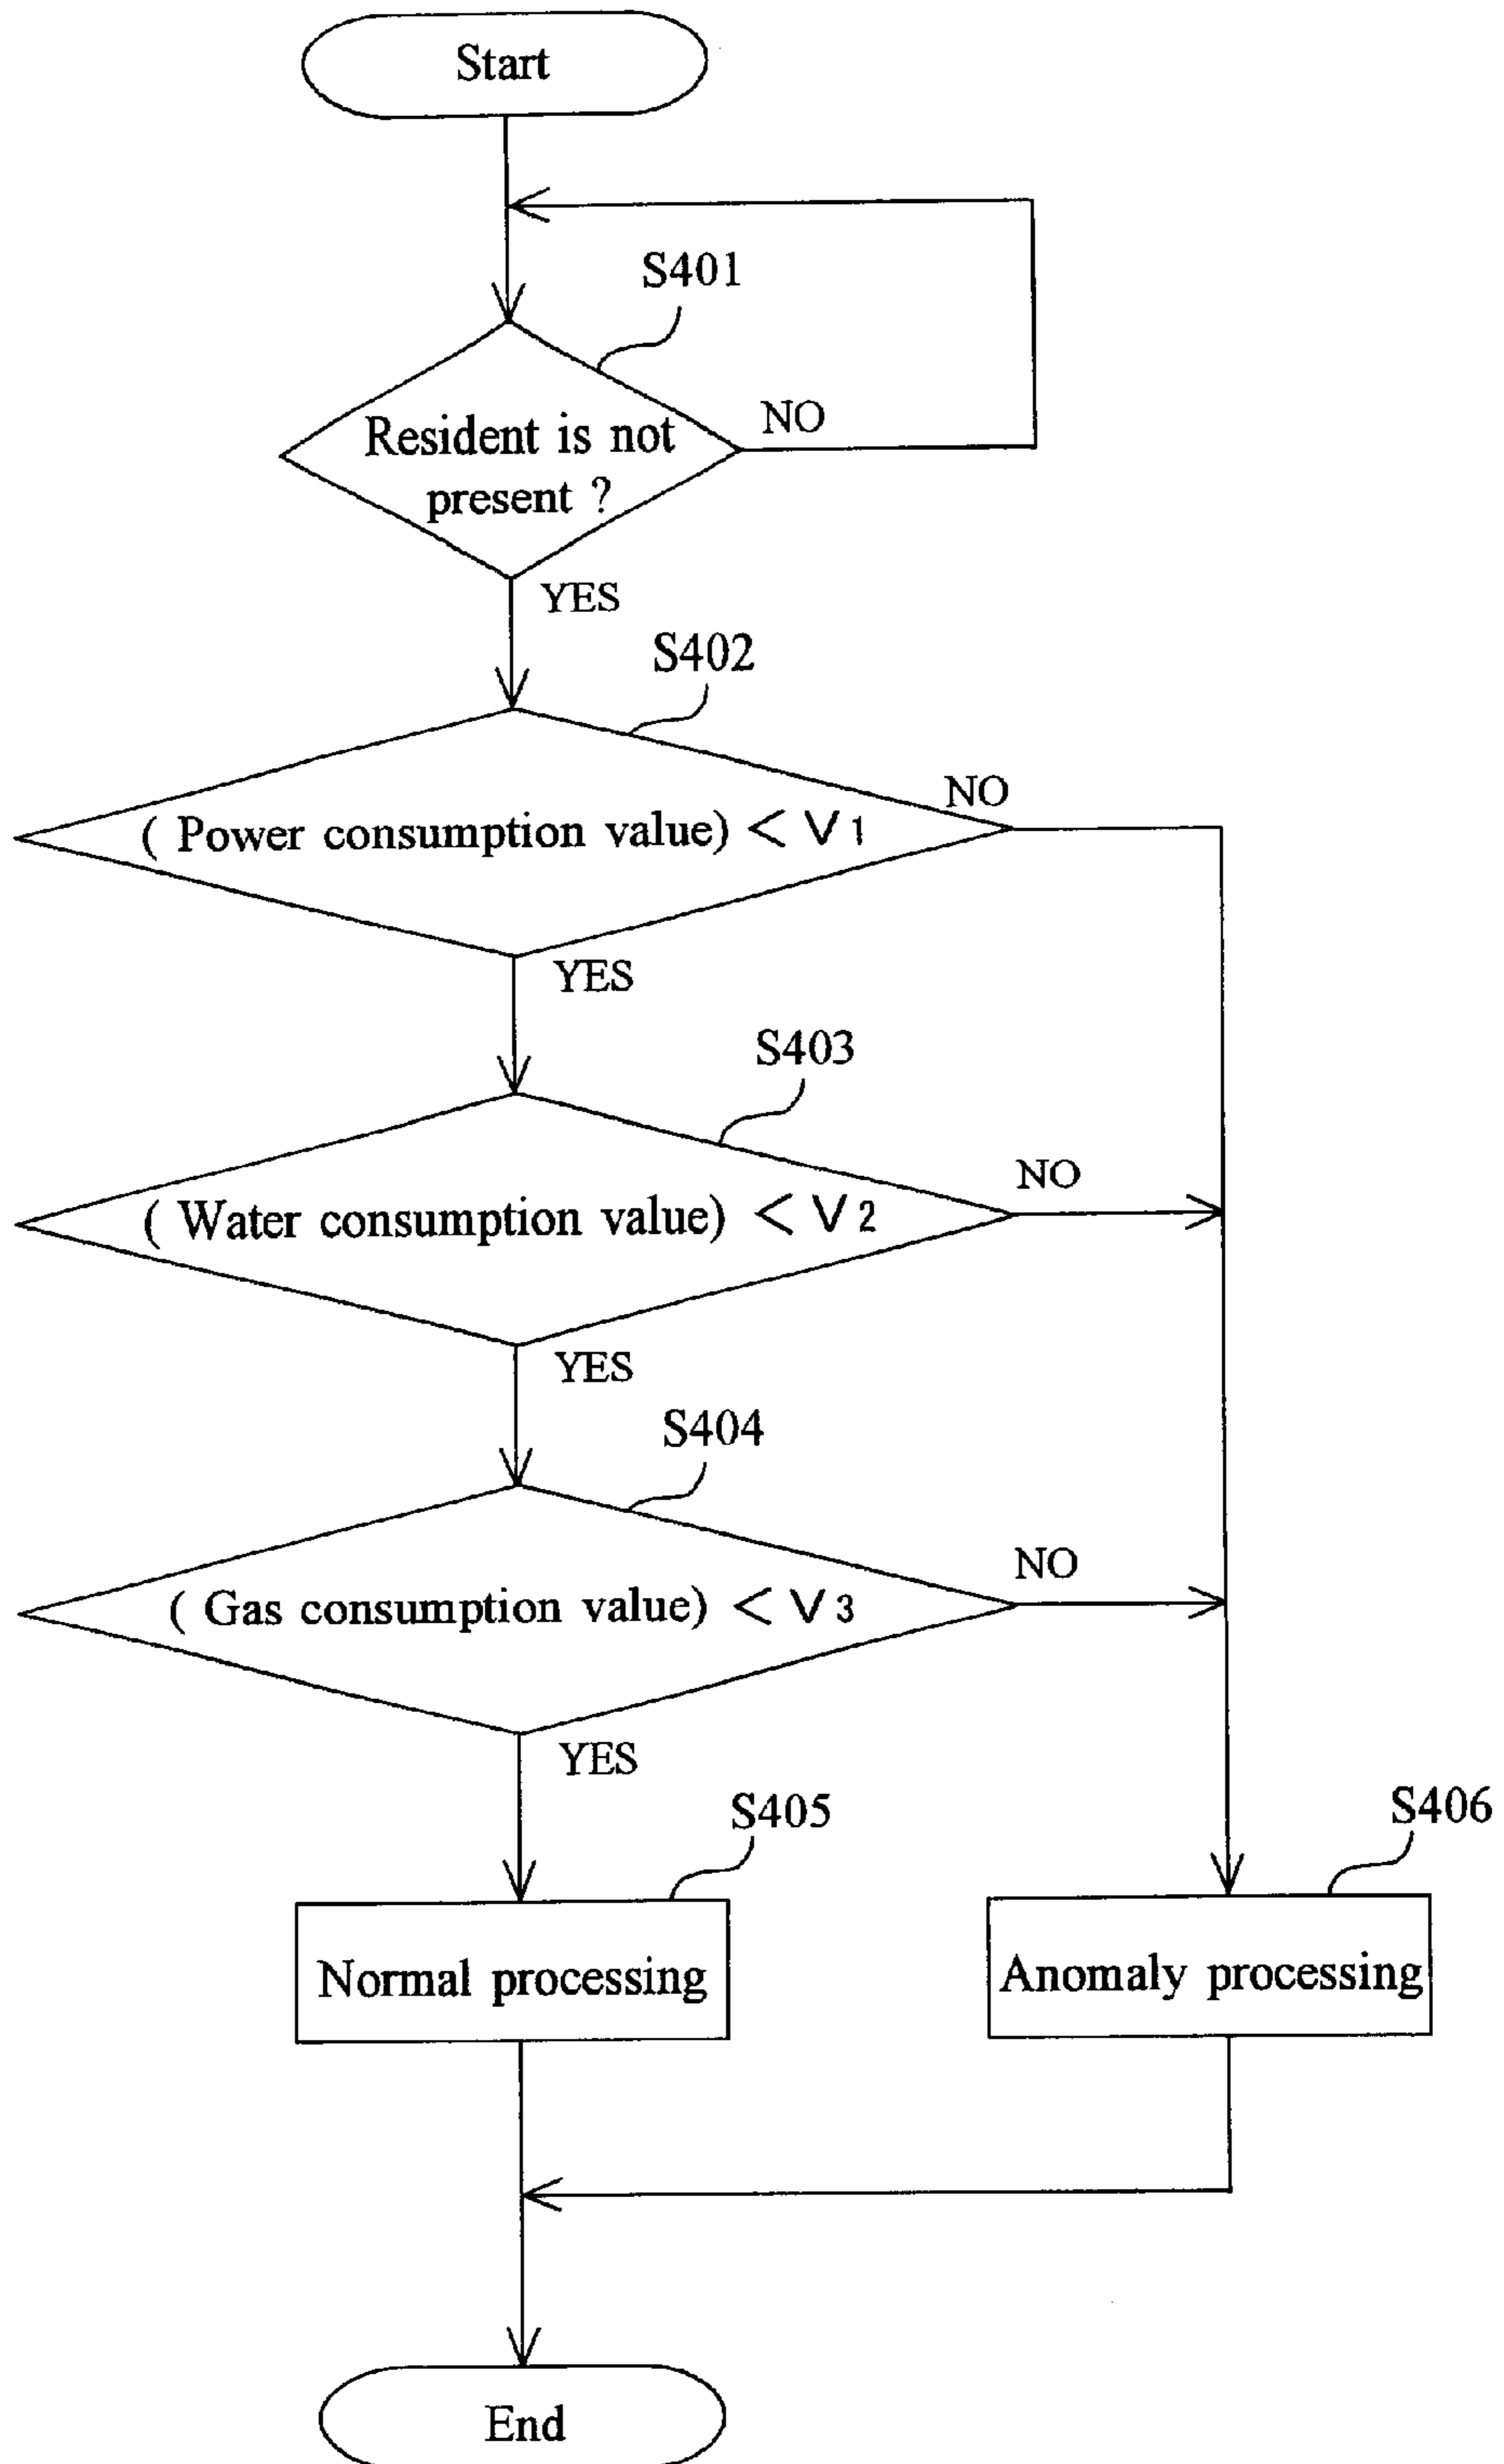 Start
S401
Resident is not
present ?
NO
YES
S402
( Power consumption value) < V1
NO
YES
S403
( Water consumption value) < V2
NO
YES
S404
( Gas consumption value) < V3
NO
YES
S405
Normal processing
S406
Anomaly processing
End